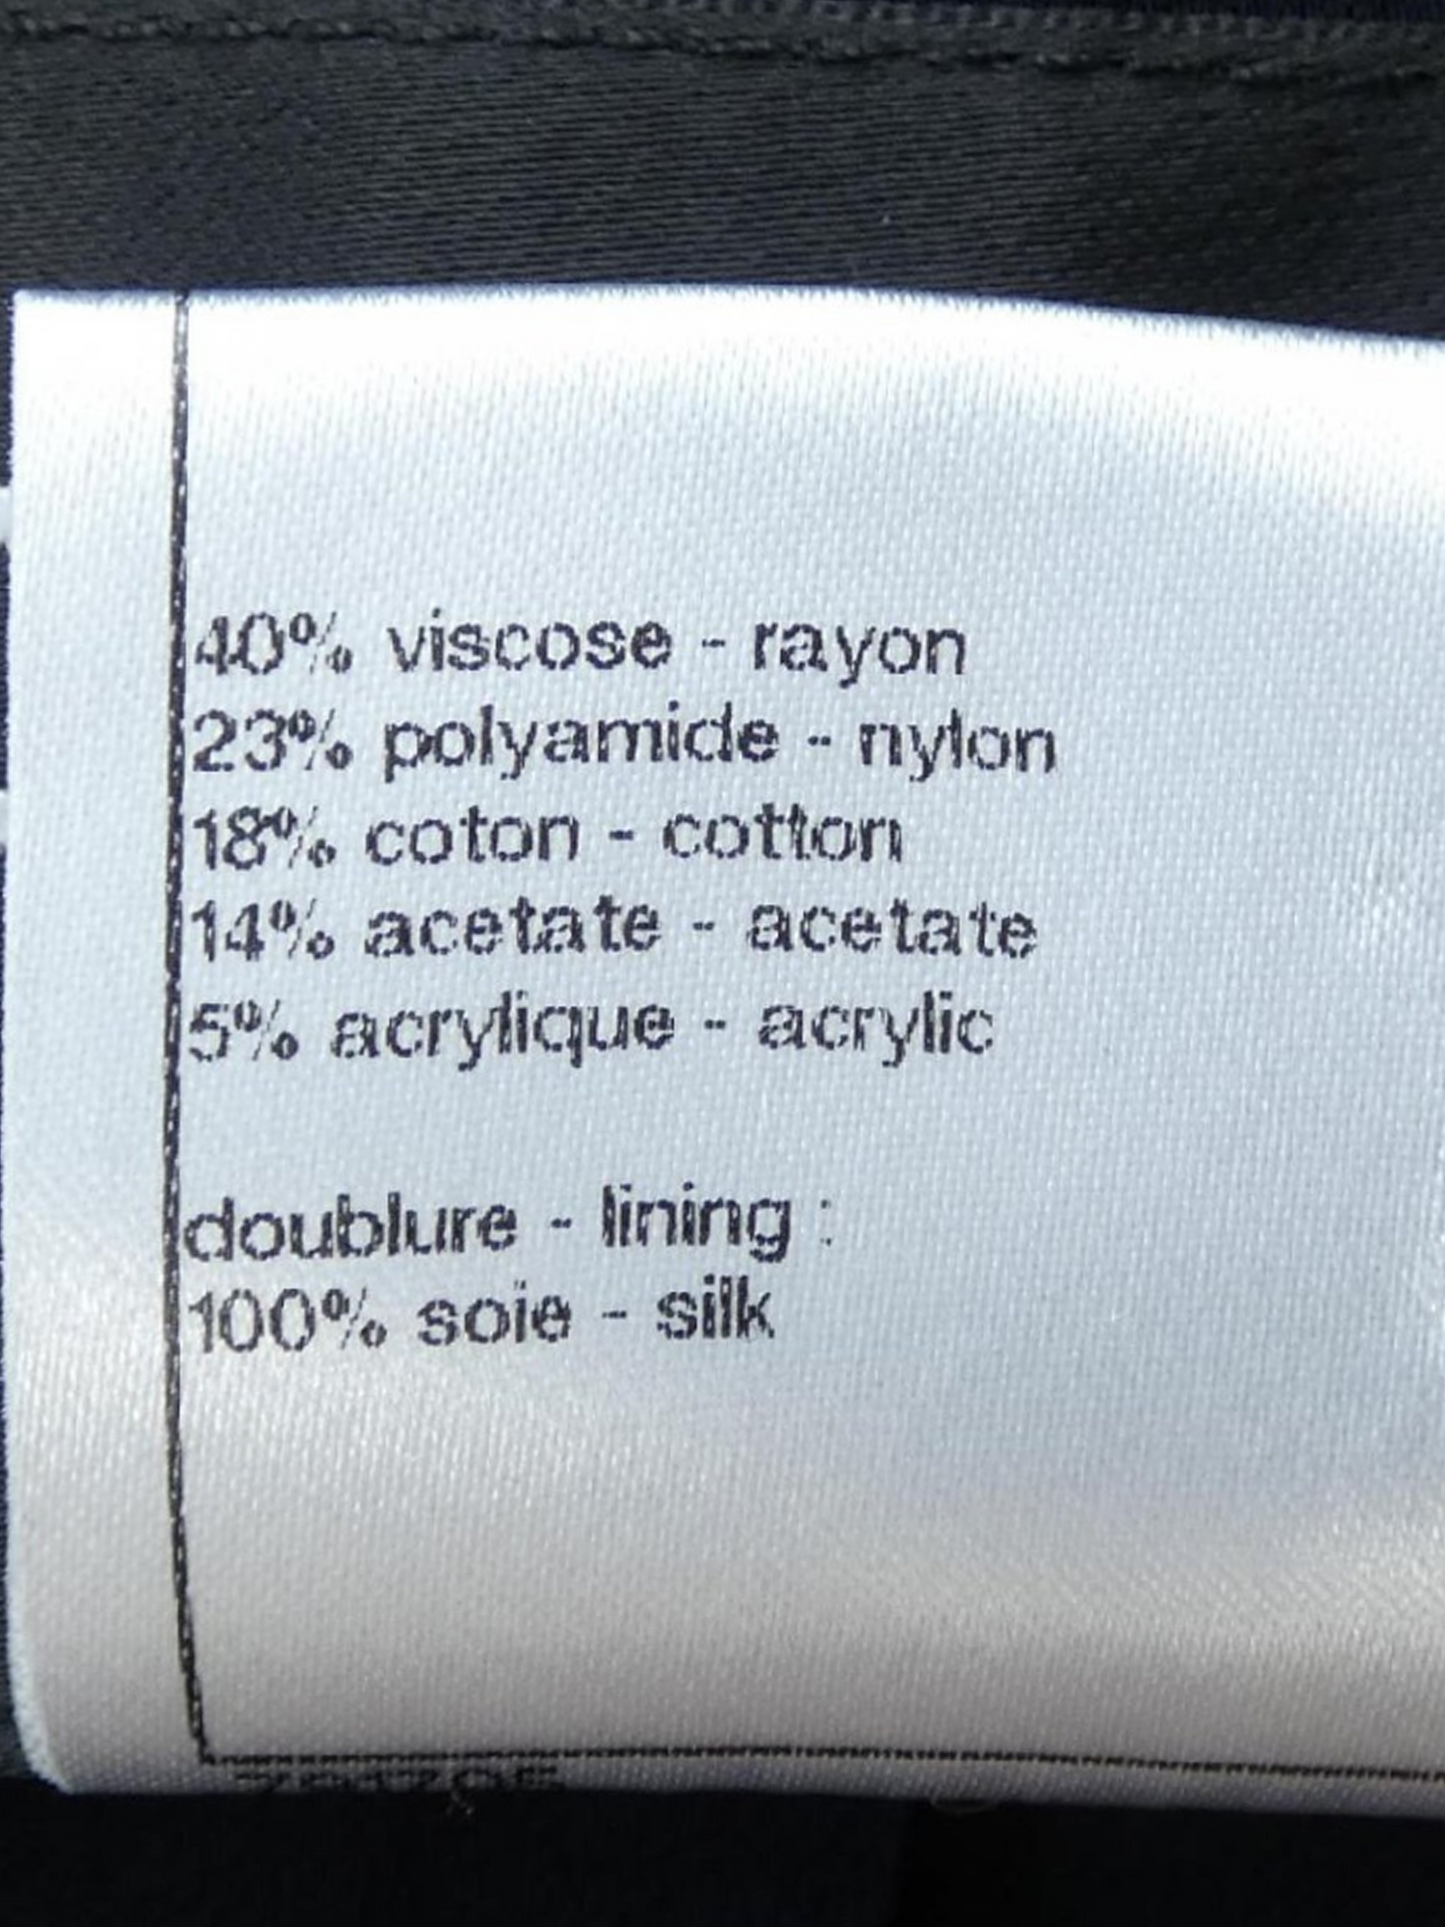 40% viscose - rayon
23% polyamide - nylon
18% coton - cotton
14% acetate - acetate
5% acrylique - acrylic
doublure - lining :
100% soie - silk